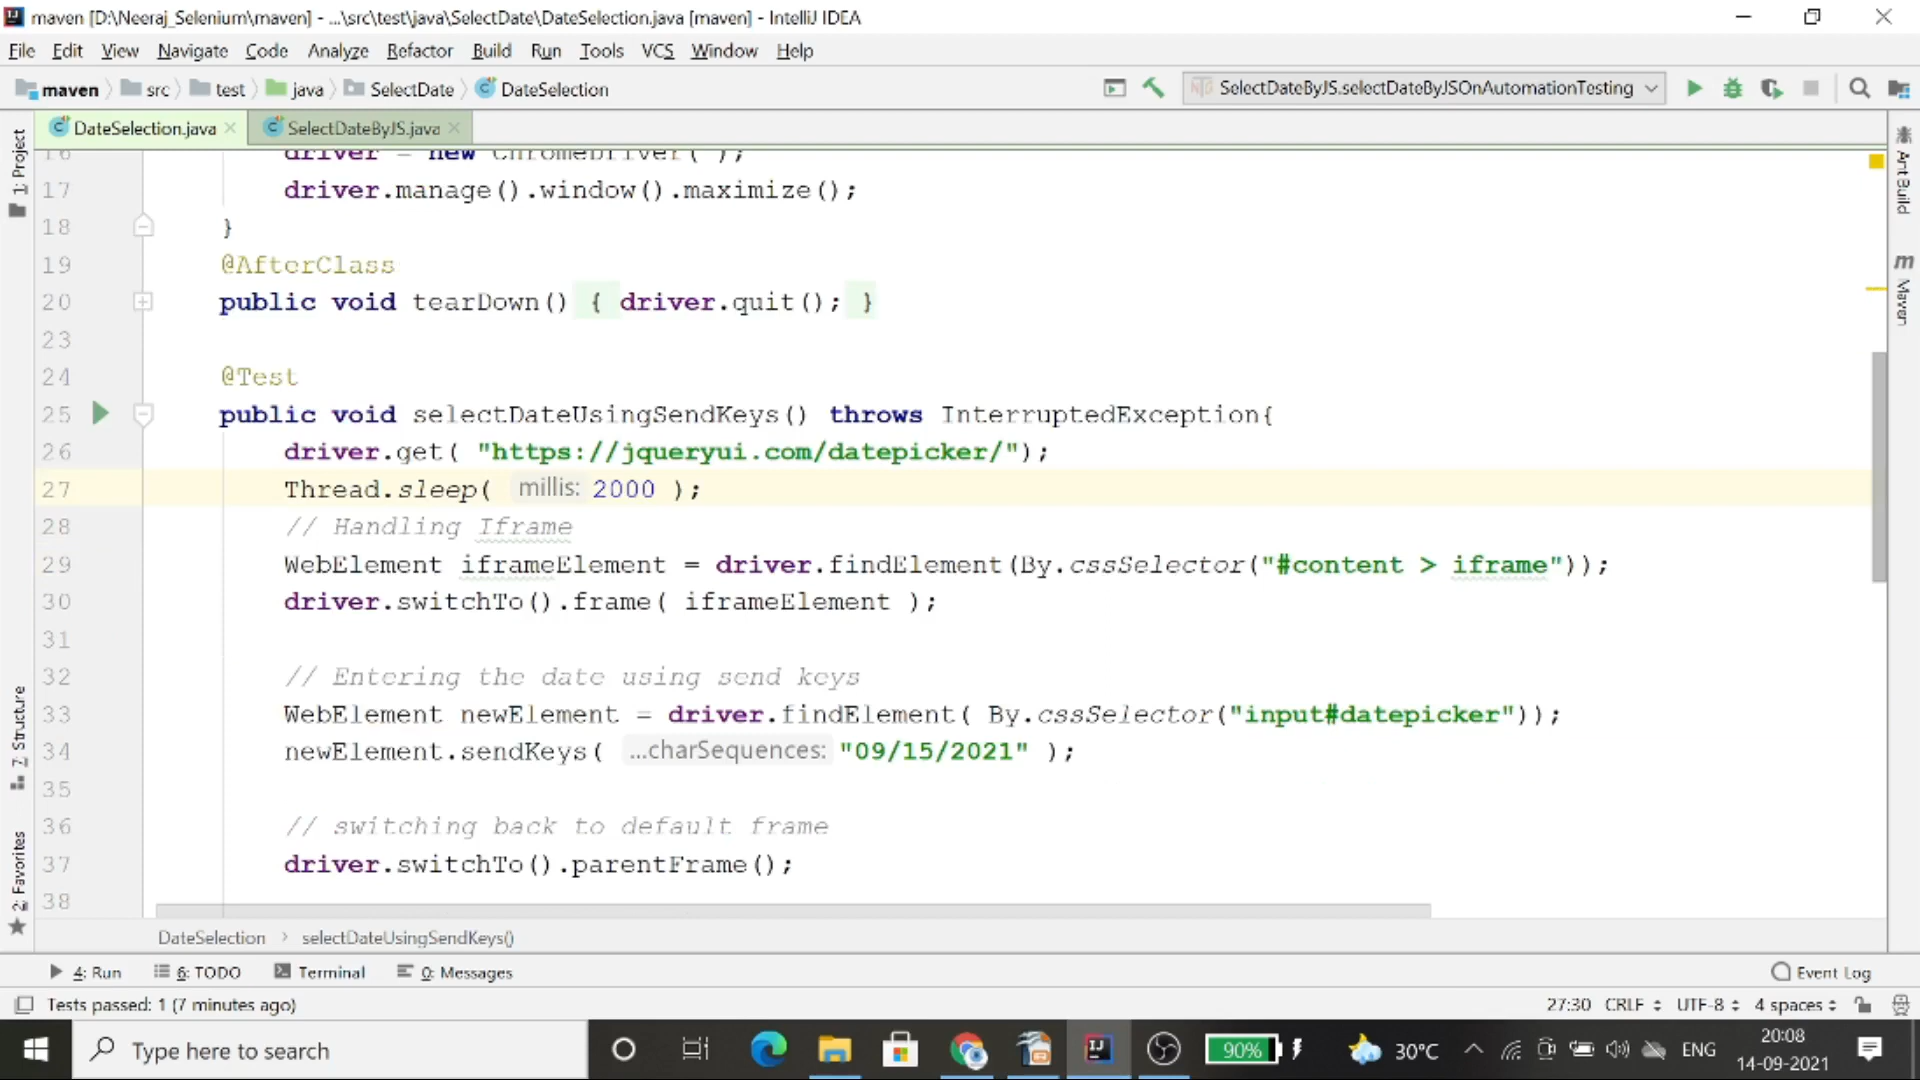 maven [D:\Neeraj_Selenium\maven] - ...\src\test\java\SelectDate\DateSelection.java [maven] - IntelliJ IDEA
File Edit View Navigate Code Analyze Refactor Build Run Tools VCS Window Help
maven src test java SelectDate DateSelection SelectDateByJS.selectDateByJSOnAutomationTesting
DateSelection.java SelectDateByJS.java
1: Project
7: Structure
2: Favorites
Ant Build
m Maven
16 driver = new ChromeDriver( );
17 driver.manage().window().maximize();
18 }
19 @AfterClass
20 public void tearDown() { driver.quit(); }
23
24 @Test
25 public void selectDateUsingSendKeys() throws InterruptedException{
26 driver.get( "https://jqueryui.com/datepicker/");
27 Thread.sleep( millis: 2000 );
28 // Handling Iframe
29 WebElement iframeElement = driver.findElement(By.cssSelector("#content > iframe"));
30 driver.switchTo().frame( iframeElement );
31
32 // Entering the date using send keys
33 WebElement newElement = driver.findElement( By.cssSelector("input#datepicker"));
34 newElement.sendKeys( ...charSequences: "09/15/2021" );
35
36 // switching back to default frame
37 driver.switchTo().parentFrame();
38
DateSelection › selectDateUsingSendKeys()
4: Run 6: TODO Terminal 0: Messages Event Log
Tests passed: 1 (7 minutes ago) 27:30 CRLF UTF-8 4 spaces
Type here to search 90% 30°C ENG 20:08
14-09-2021